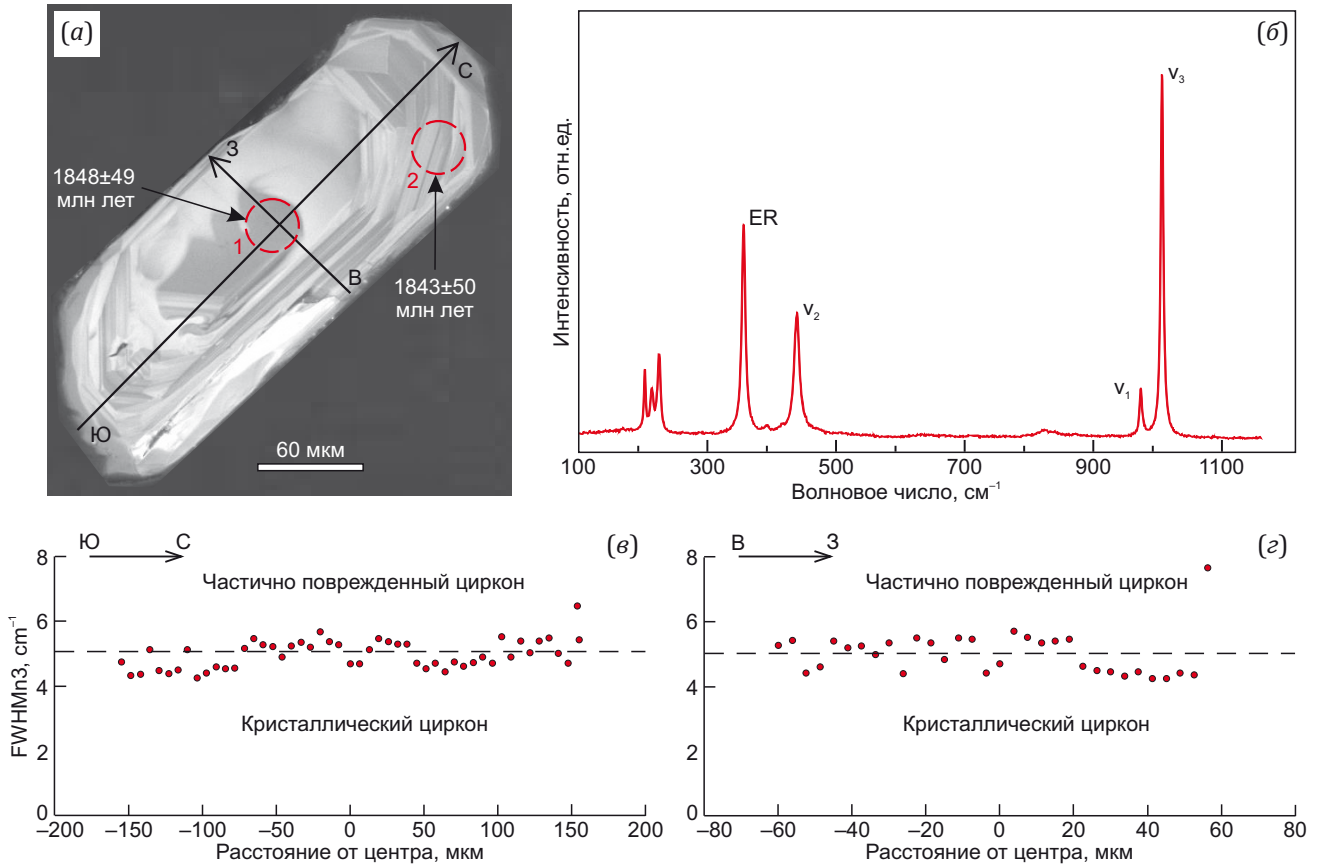 (а)
С
З
1848±49
млн лет
1
2
В
1843±50
млн лет
Ю
60 мкм
(б)
Интенсивность, отн.ед.
ER
ν2
ν1
ν3
100 300 500 700 900 1100
Волновое число, см–1
(в)
Ю С
Частично поврежденный циркон
Кристаллический циркон
FWHMn3, cm–1
8
6
4
2
0
–200 –150 –100 –50 0 50 100 150 200
Расстояние от центра, мкм
(г)
В З
Частично поврежденный циркон
Кристаллический циркон
8
6
4
2
0
–80 –60 –40 –20 0 20 40 60 80
Расстояние от центра, мкм